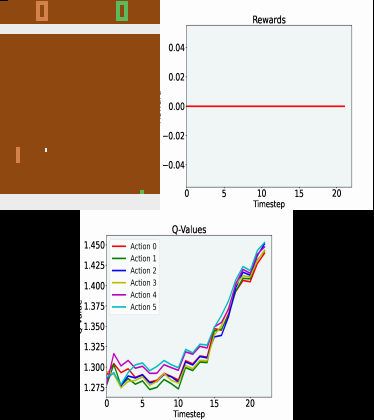 0 0
Rewards
0.04
0.02
0.00
−0.02
−0.04
0 5 10 15 20
Timestep
Q-Values
1.450
1.425
1.400
1.375
1.350
1.325
1.300
1.275
Action 0
Action 1
Action 2
Action 3
Action 4
Action 5
0 5 10 15 20
Timestep